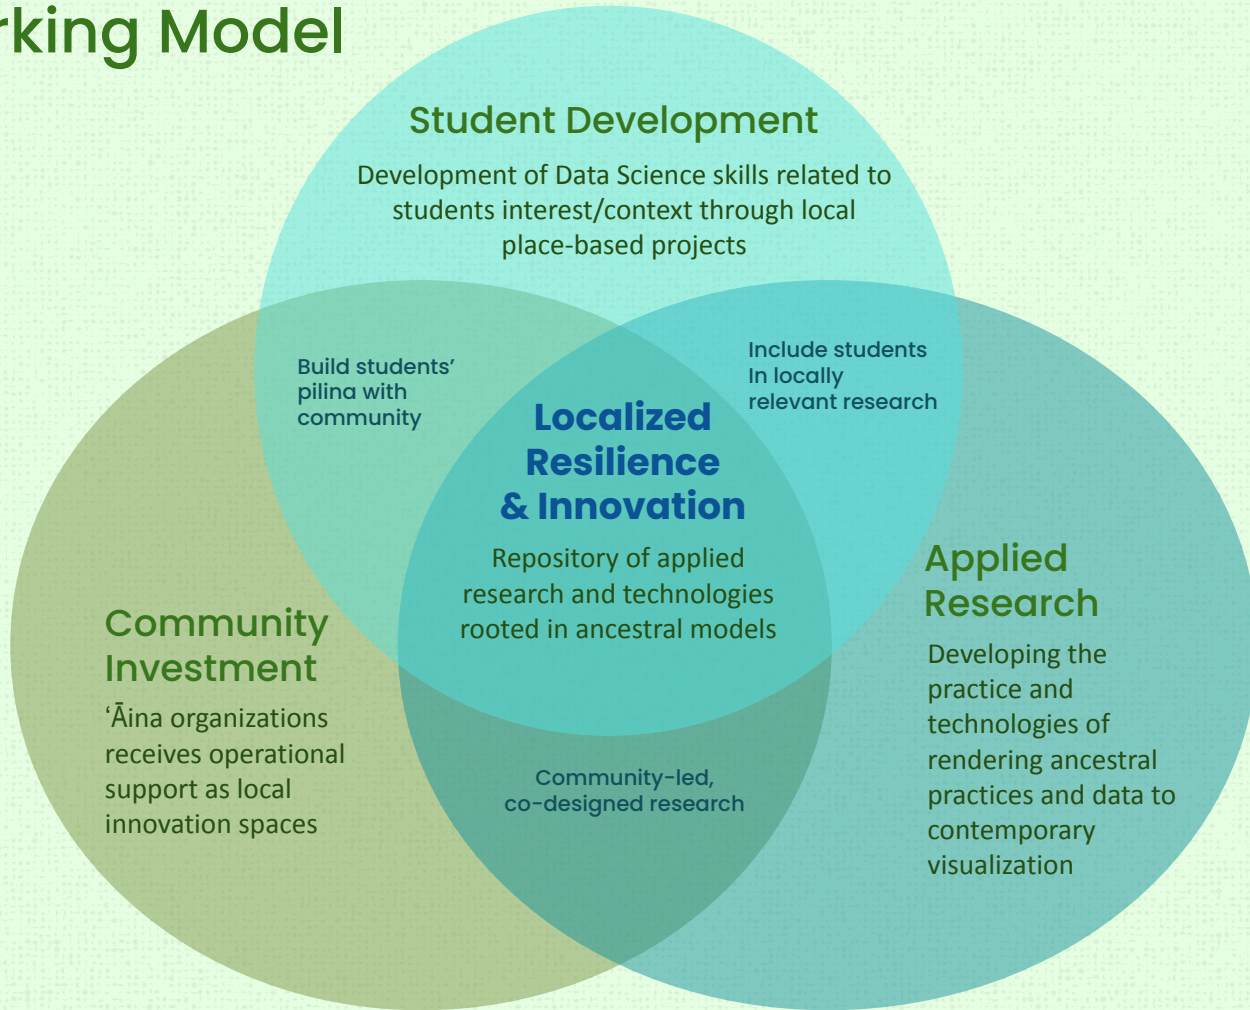 rking Model
Student Development
Development of Data Science skills related to
students interest/context through local
place-based projects
Build students’
pilina with
community
Include students
In locally
relevant research
Localized
Resilience
& Innovation
Repository of applied
research and technologies
rooted in ancestral models
Community
Investment
ʻĀina organizations
receives operational
support as local
innovation spaces
Applied
Research
Developing the
practice and
technologies of
rendering ancestral
practices and data to
contemporary
visualization
Community-led,
co-designed research